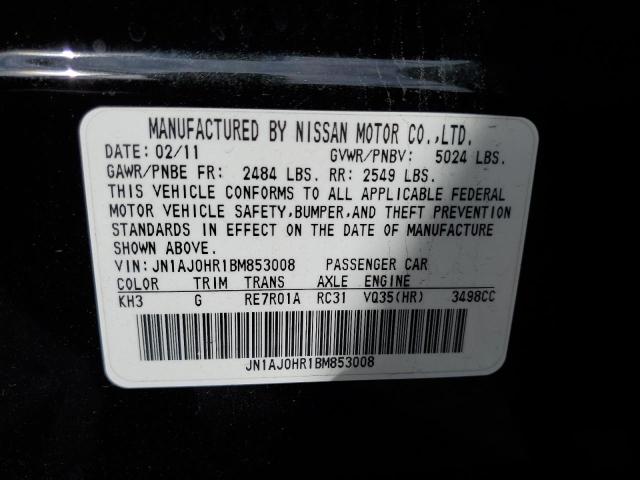 MANUFACTURED BY NISSAN MOTOR CO.,LTD.
DATE: 02/11 GVWR/PNBV: 5024 LBS.
GAWR/PNBE FR: 2484 LBS. RR: 2549 LBS.
THIS VEHICLE CONFORMS TO ALL APPLICABLE FEDERAL
MOTOR VEHICLE SAFETY,BUMPER,AND THEFT PREVENTION
STANDARDS IN EFFECT ON THE DATE OF MANUFACTURE
SHOWN ABOVE.
VIN: JN1AJ0HR1BM853008 PASSENGER CAR
COLOR TRIM TRANS AXLE ENGINE
KH3 G RE7R01A RC31 VQ35(HR) 3498CC
JN1AJ0HR1BM853008